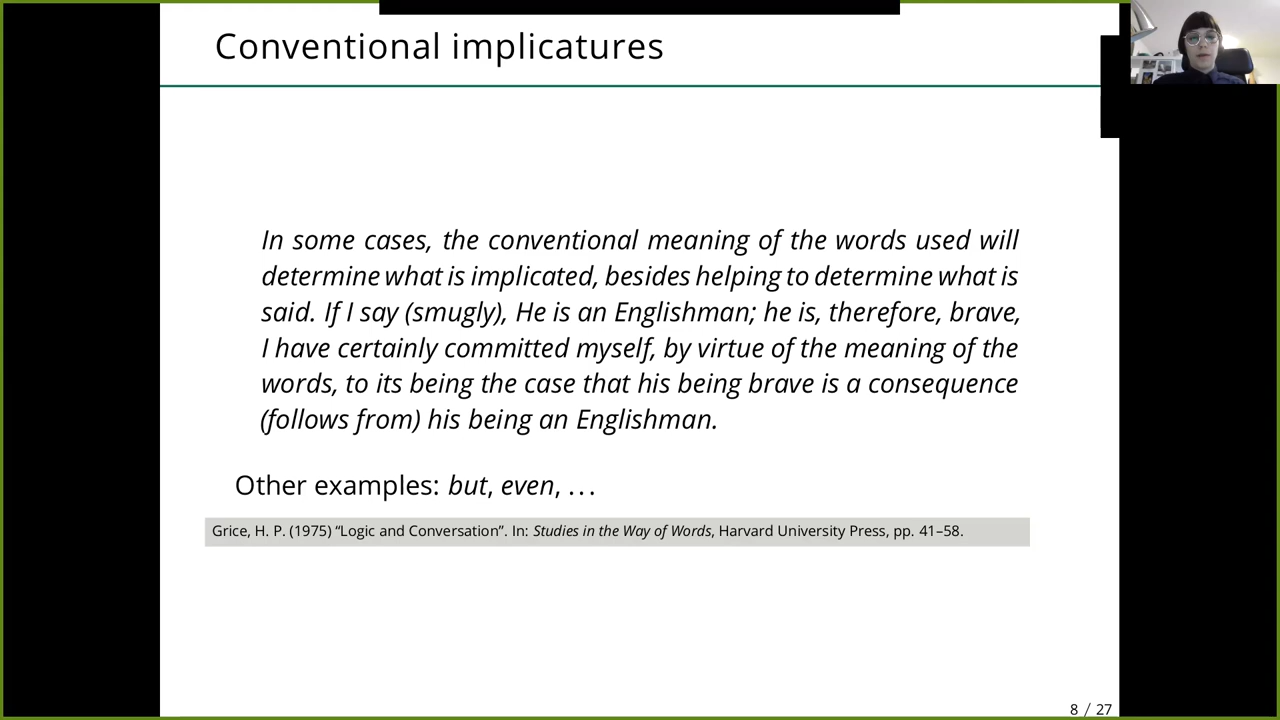 Conventional implicatures
In some cases, the conventional meaning of the words used will
determine what is implicated, besides helping to determine what is
said. If I say (smugly), He is an Englishman; he is, therefore, brave,
I have certainly committed myself, by virtue of the meaning of the
words, to its being the case that his being brave is a consequence
(follows from) his being an Englishman.
Other examples: but, even, ...
Grice, H. P. (1975) “Logic and Conversation”. In: Studies in the Way of Words, Harvard University Press, pp. 41–58.
8 / 27